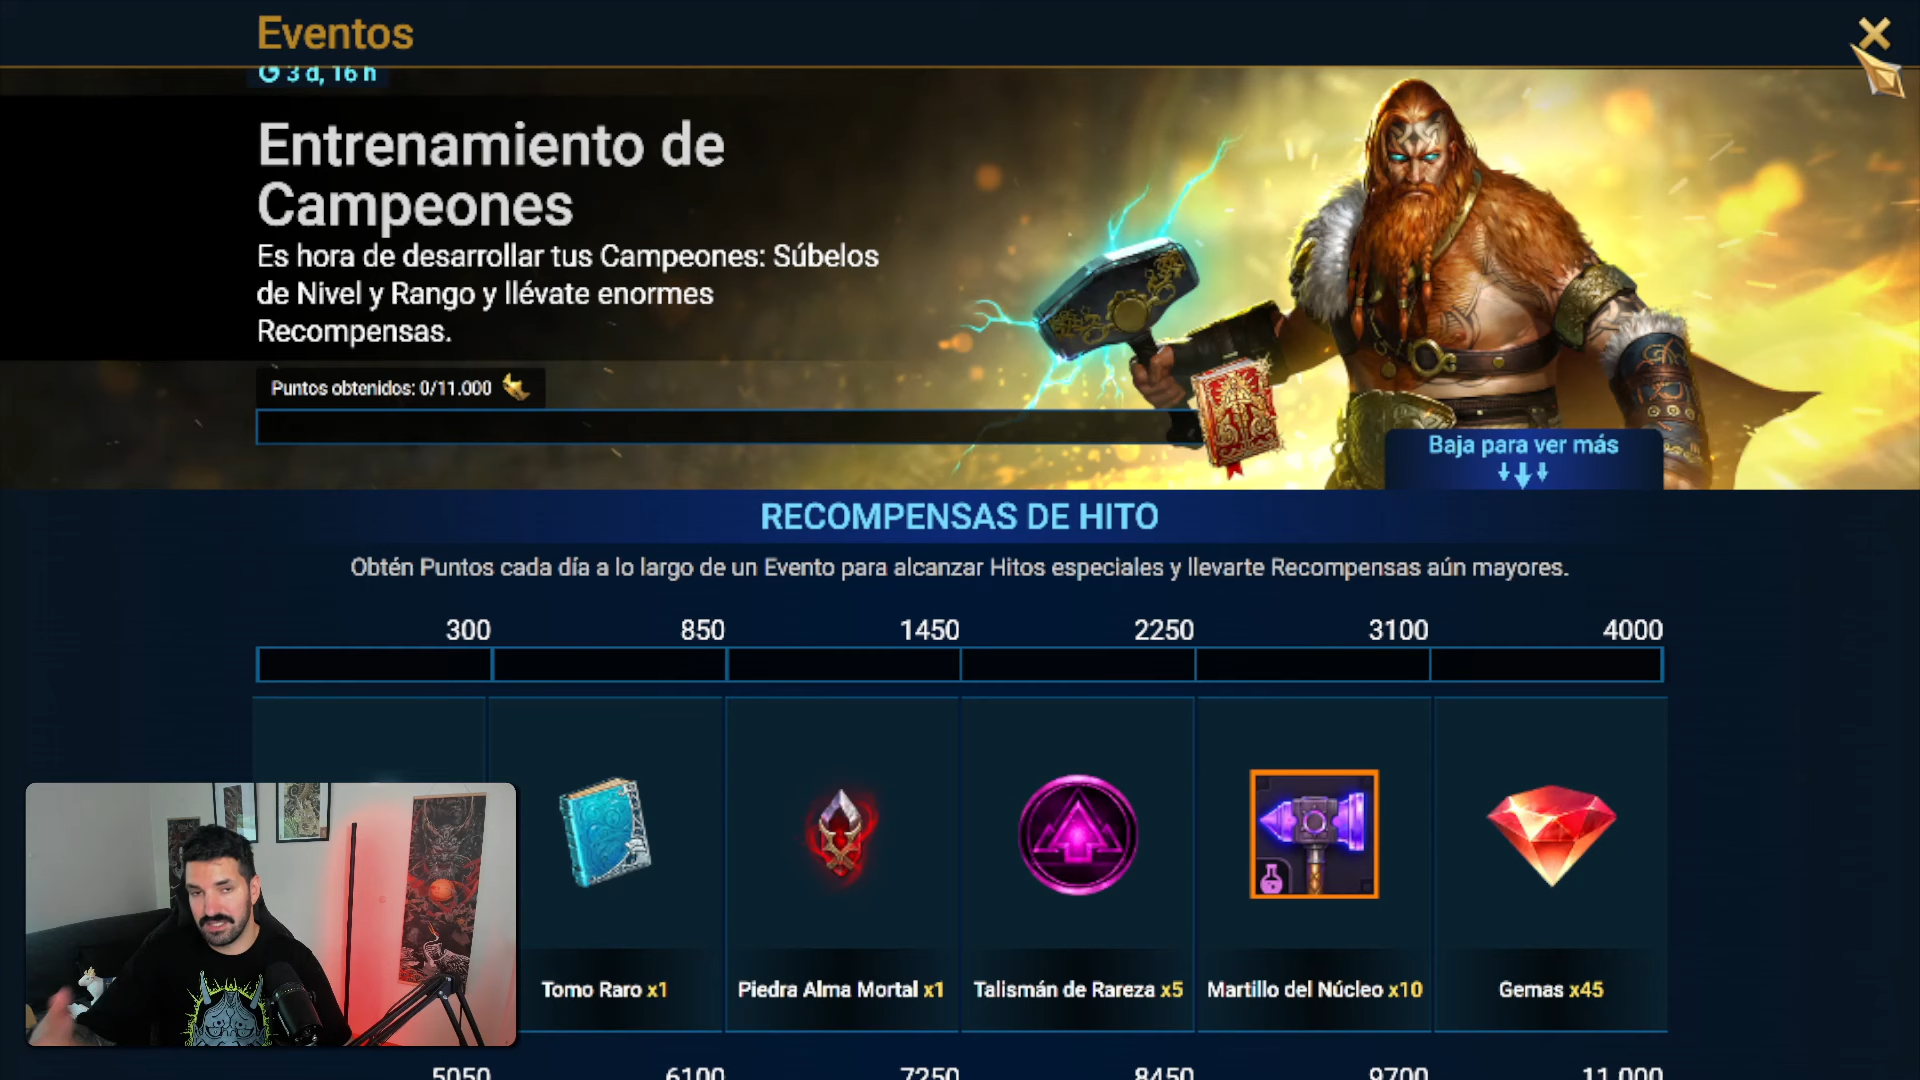 Eventos
3 d, 16 h
Entrenamiento de
Campeones
Es hora de desarrollar tus Campeones: Súbelos
de Nivel y Rango y llévate enormes
Recompensas.
Puntos obtenidos: 0/11.000
Baja para ver más
RECOMPENSAS DE HITO
Obtén Puntos cada día a lo largo de un Evento para alcanzar Hitos especiales y llevarte Recompensas aún mayores.
300 850 1450 2250 3100 4000
Tomo Raro x1 Piedra Alma Mortal x1 Talismán de Rareza x5 Martillo del Núcleo x10 Gemas x45
5050 6100 7250 8450 9700 11.000